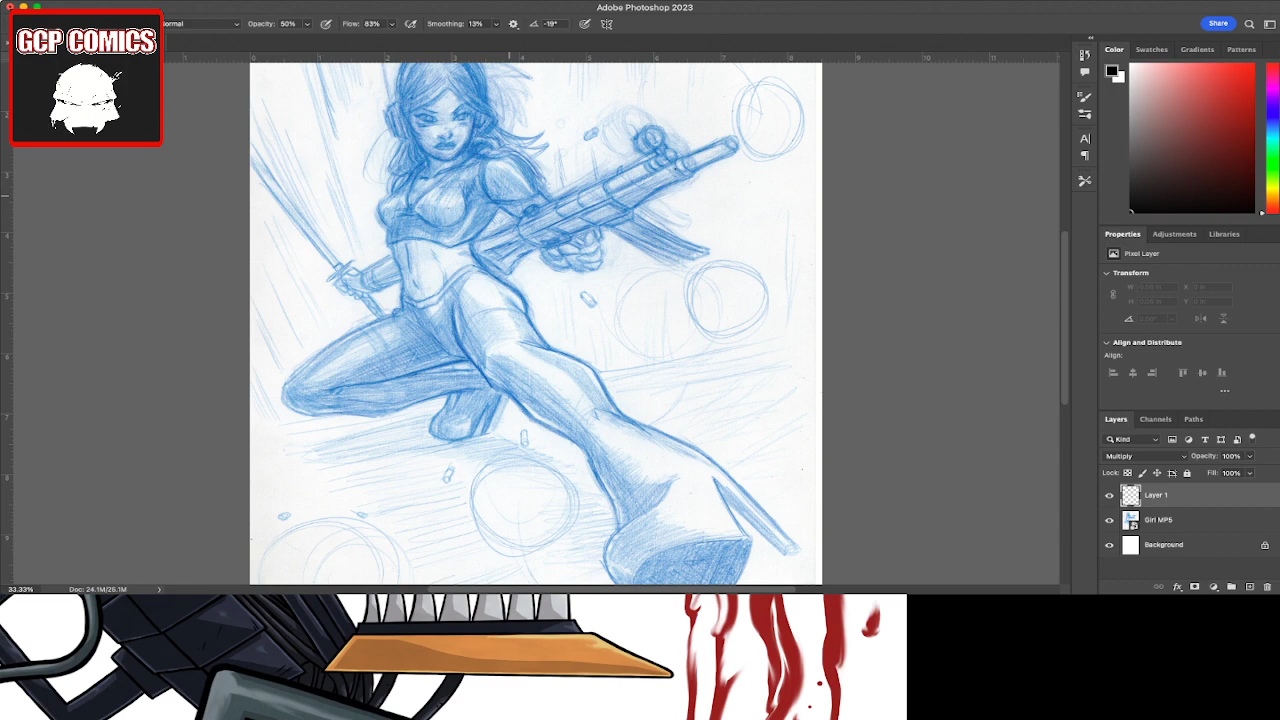 Adobe Photoshop 2023
GCP COMICS
Opacity: 50%
Flow: 83%
Smoothing: 13%
-19°
Share
Color
Swatches
Gradients
Patterns
Properties
Adjustments
Libraries
Pixel Layer
Transform
Align and Distribute
Align:
Layers
Channels
Paths
Kind
Multiply
Opacity: 100%
Lock:
Fill: 100%
Layer 1
Girl MP5
Background
33.33%
Doc: 24.1M/25.1M